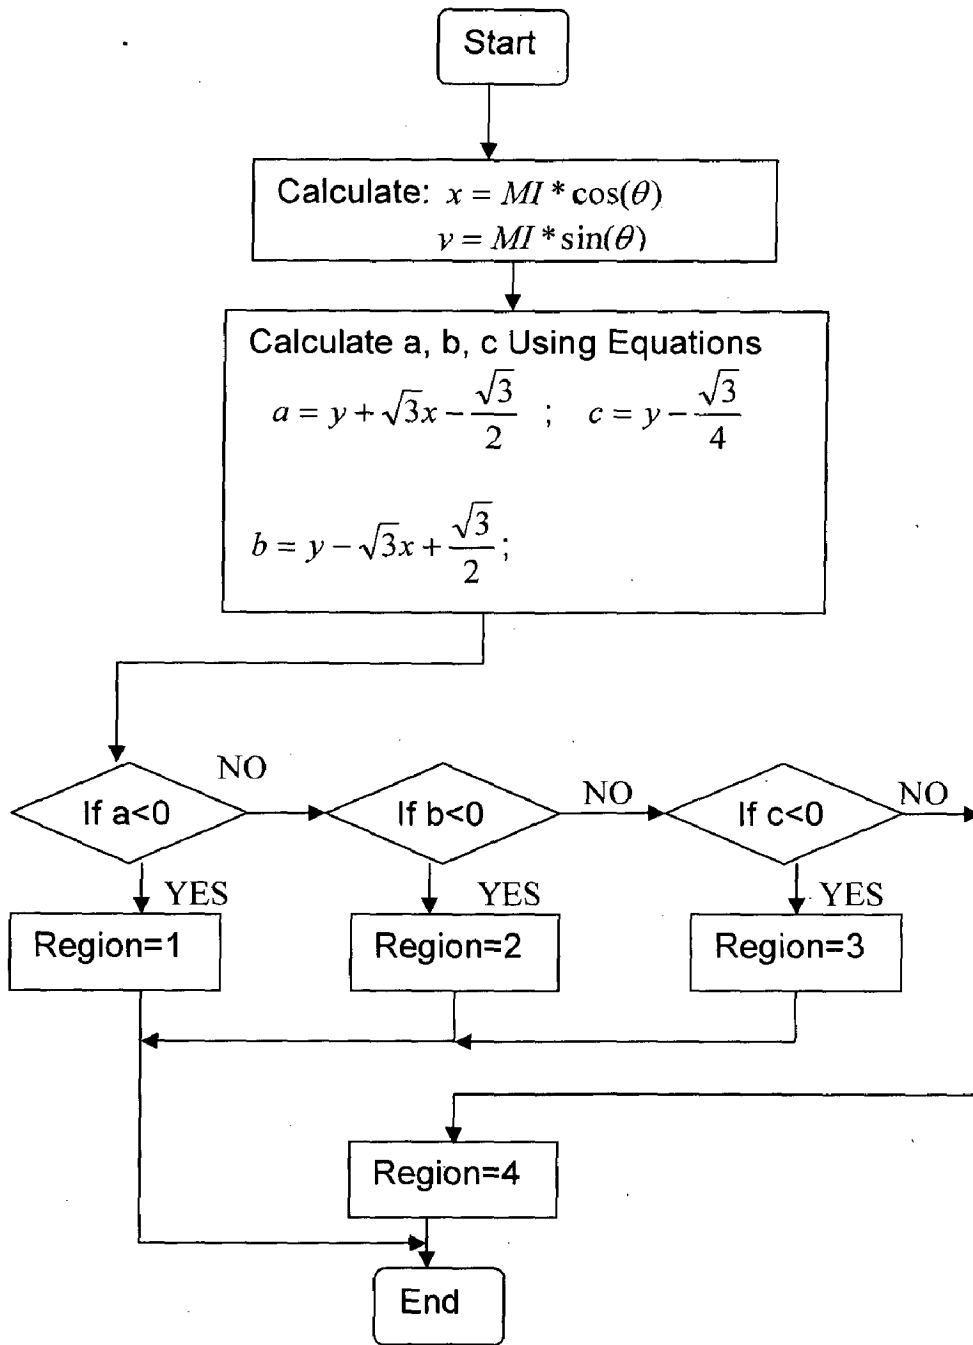 Start
Calculate: x = MI * cos(θ)
y = MI * sin(θ)
Calculate a, b, c Using Equations
a = y + √3x − √3/2 ; c = y − √3/4
b = y − √3x + √3/2 ;
If a<0
NO
If b<0
NO
If c<0
NO
YES
YES
YES
Region=1
Region=2
Region=3
Region=4
End